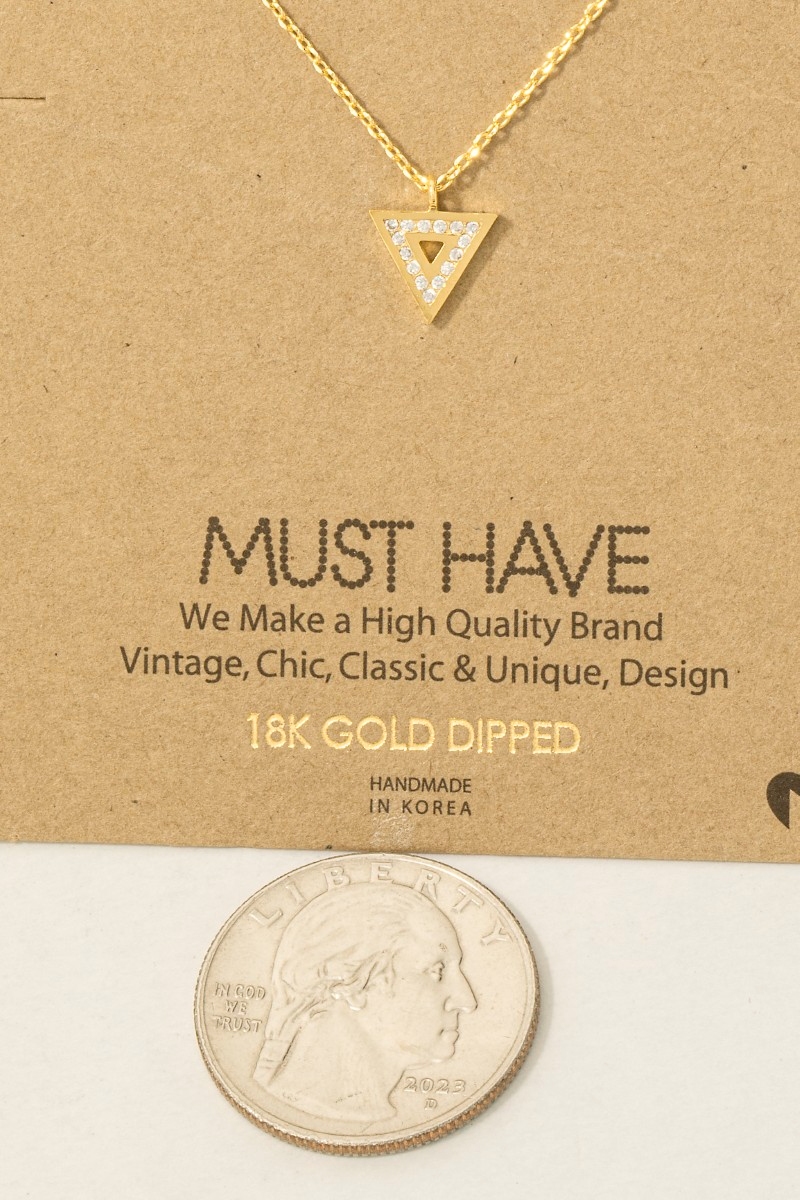 MUST HAVE
We Make a High Quality Brand
Vintage, Chic, Classic & Unique, Design
18K GOLD DIPPED
HANDMADE
IN KOREA
LIBERTY
IN GOD
WE
TRUST
2023
D